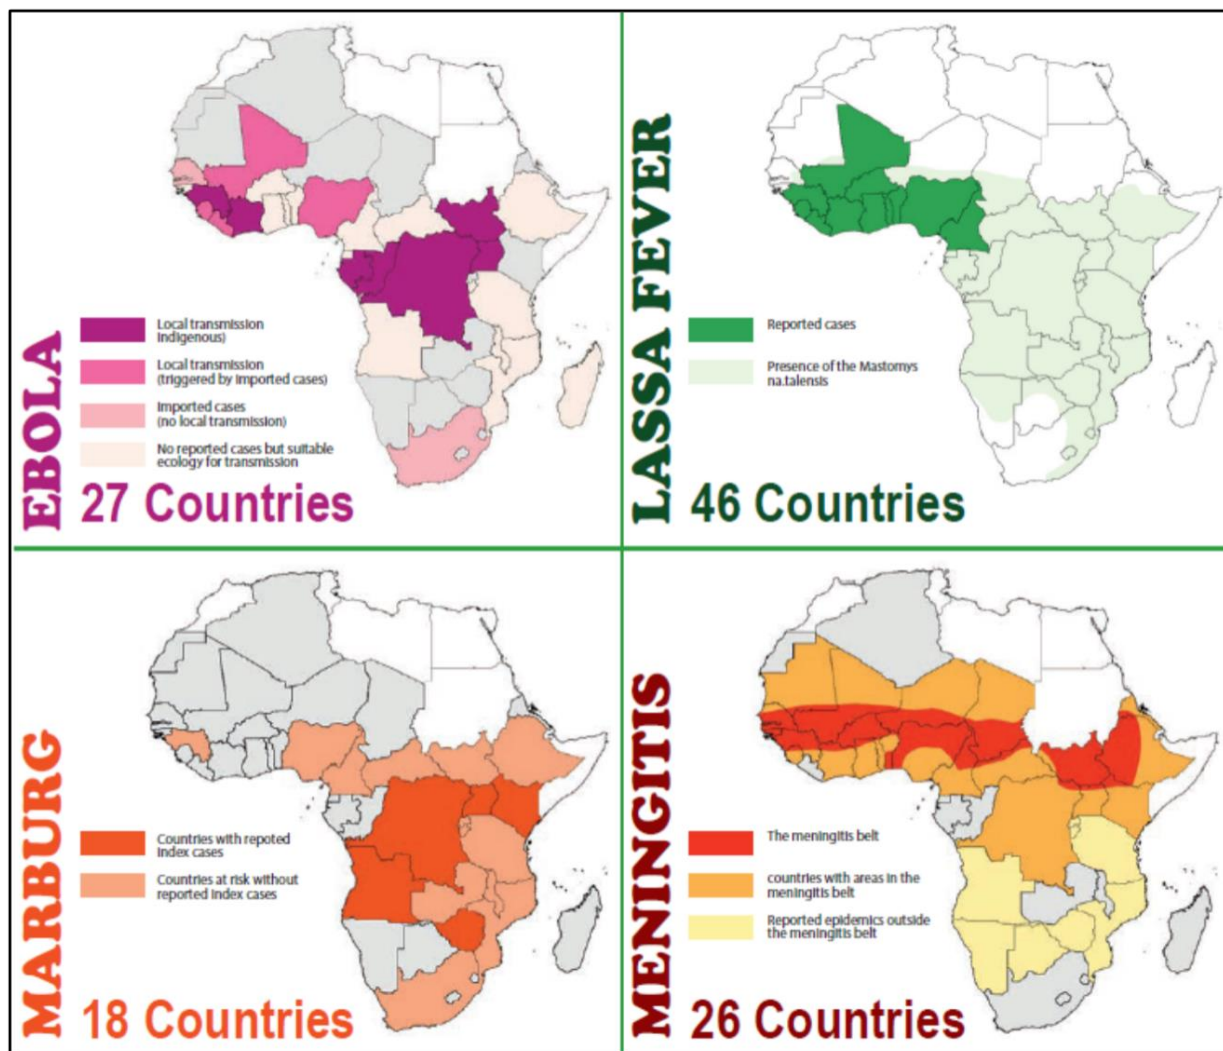 EBOLA
Local transmission
indigenous)
Local transmission
(triggered by imported cases)
Imported cases
(no local transmission)
No reported cases but suitable
ecology for transmission
27 Countries
LASSA FEVER
Reported cases
Presence of the Mastomys
na.talensis
46 Countries
MARBURG
Countries with repoted
index cases
Countries at risk without
reported index cases
18 Countries
MENINGITIS
The meningitis belt
countries with areas in the
meningitis belt
Reported epidemics outside
the meningitis belt
26 Countries